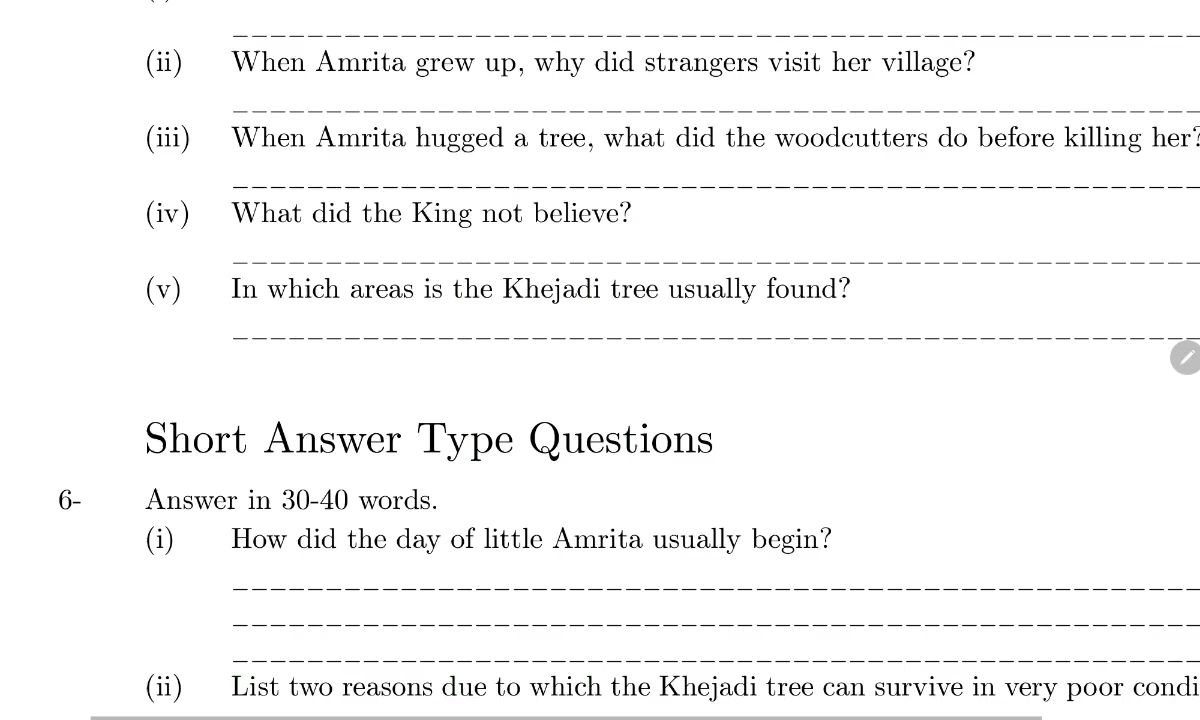 (ii) When Amrita grew up, why did strangers visit her village?
(iii) When Amrita hugged a tree, what did the woodcutters do before killing her?
(iv) What did the King not believe?
(v) In which areas is the Khejadi tree usually found?
Short Answer Type Questions
6- Answer in 30-40 words.
(i) How did the day of little Amrita usually begin?
(ii) List two reasons due to which the Khejadi tree can survive in very poor condi